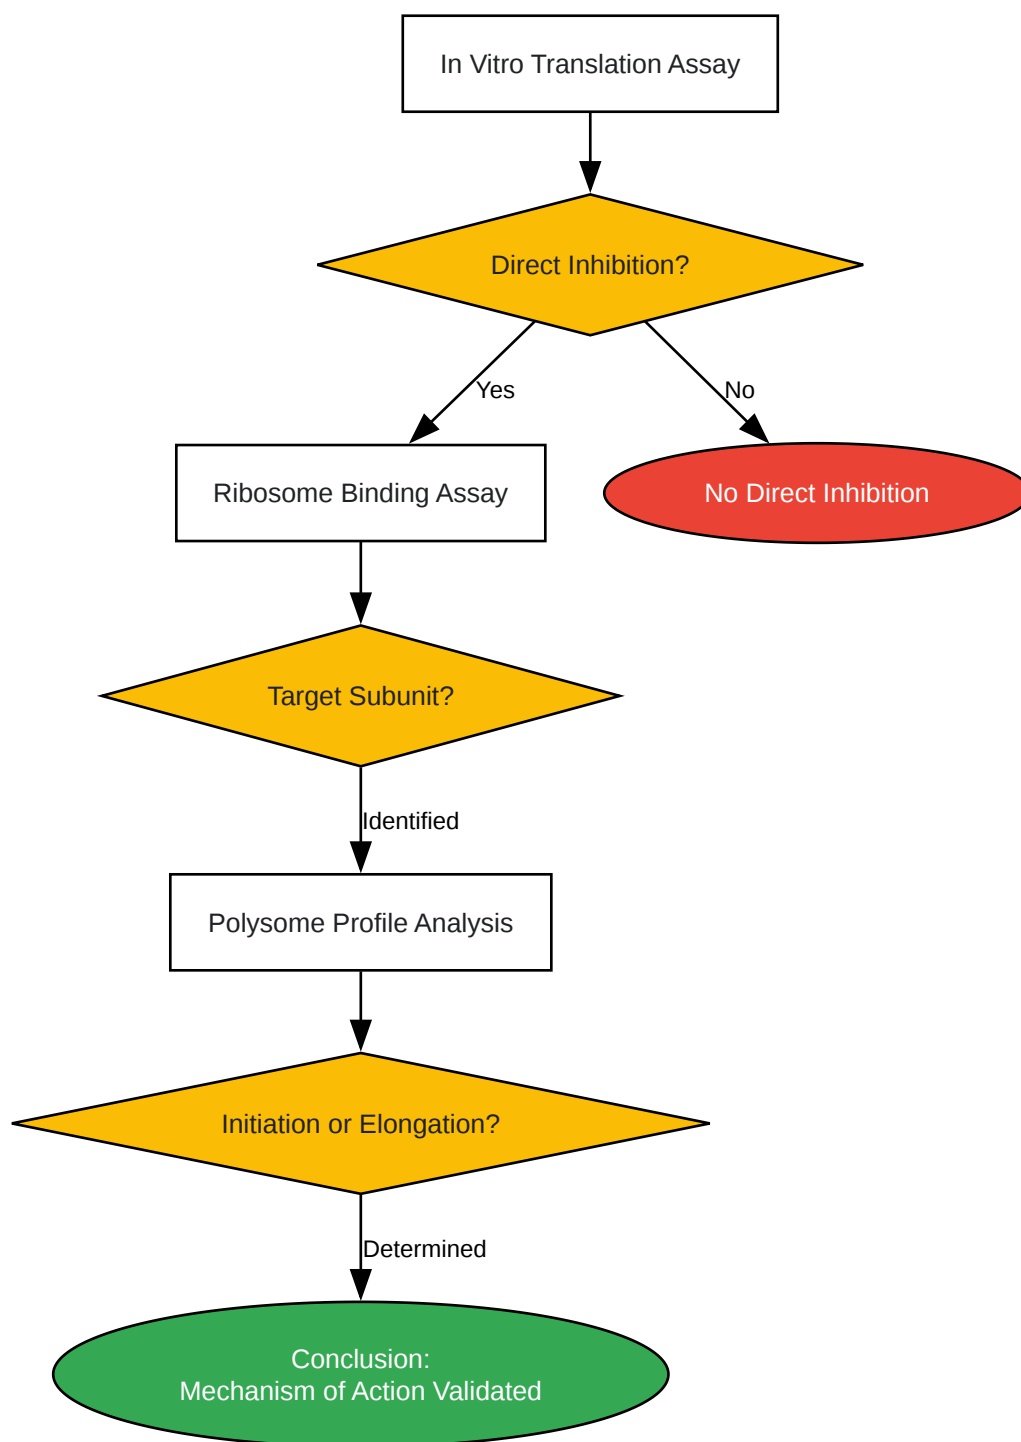 In Vitro Translation Assay
Direct Inhibition?
Yes
No
Ribosome Binding Assay
No Direct Inhibition
Target Subunit?
Identified
Polysome Profile Analysis
Initiation or Elongation?
Determined
Conclusion:
Mechanism of Action Validated